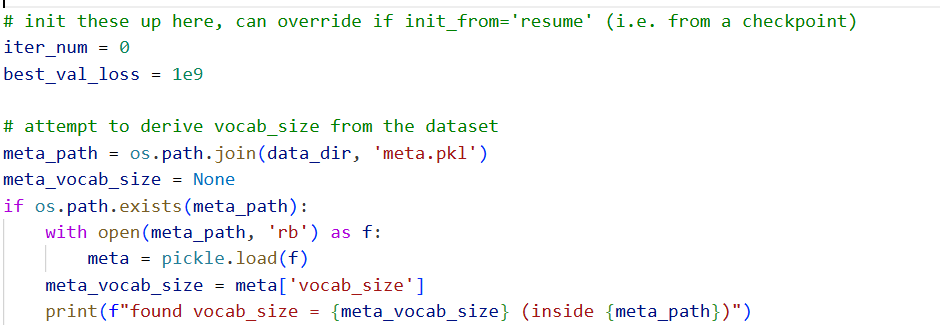 # init these up here, can override if init_from='resume' (i.e. from a checkpoint)
iter_num = 0
best_val_loss = 1e9

# attempt to derive vocab_size from the dataset
meta_path = os.path.join(data_dir, 'meta.pkl')
meta_vocab_size = None
if os.path.exists(meta_path):
    with open(meta_path, 'rb') as f:
        meta = pickle.load(f)
    meta_vocab_size = meta['vocab_size']
    print(f"found vocab_size = {meta_vocab_size} (inside {meta_path})")